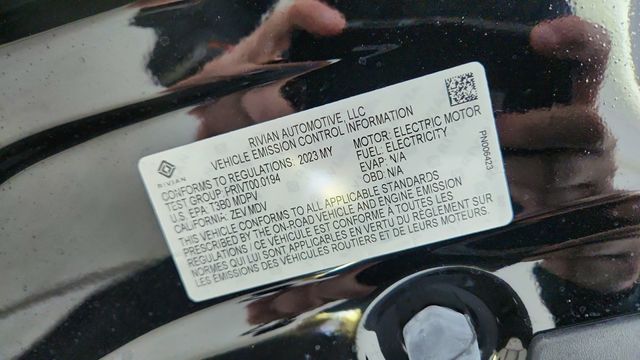 RIVIAN
RIVIAN AUTOMOTIVE, LLC
VEHICLE EMISSION CONTROL INFORMATION
CONFORMS TO REGULATIONS: 2023 MY
TEST GROUP: PRIVT00.0194
U.S. EPA: T3B0 MDPV
CALIFORNIA: ZEV MDV
MOTOR: ELECTRIC MOTOR
FUEL: ELECTRICITY
EVAP: N/A
OBD: N/A
THIS VEHICLE CONFORMS TO ALL APPLICABLE STANDARDS
PRESCRIBED BY THE ON-ROAD VEHICLE AND ENGINE EMISSION
REGULATIONS / CE VÉHICULE EST CONFORME À TOUTES LES
NORMES QUI LUI SONT APPLICABLES EN VERTU DU RÈGLEMENT SUR
LES ÉMISSIONS DES VÉHICULES ROUTIERS ET DE LEURS MOTEURS.
PN006423